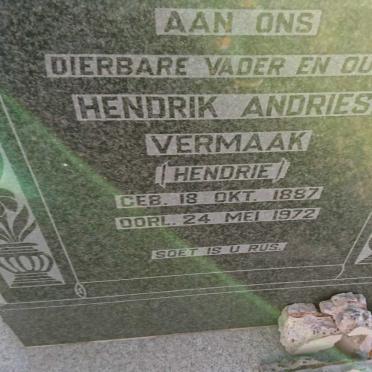 AAN ONS
DIERBARE VADER EN OU
HENDRIK ANDRIES
VERMAAK
(HENDRIE)
GEB. 18 OKT. 1887
OORL. 24 MEI 1972
SOET IS U RUS.